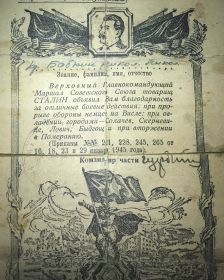 Звание, фамилия, имя, отчество
Верховный Главнокомандующий
Маршал Советского Союза товарищ
СТАЛИН объявил Вам благодарность
за отличные боевые действия: при про-
рыве обороны немцев на Висле; при ов-
ладении городами—Сохачев, Скерневи-
це, Лович, Быдгощ и при вторжении
в Померанию.
(Приказы №№ 221, 228, 245, 265 от
16, 18, 23 и 29 января 1945 года).
Командир части